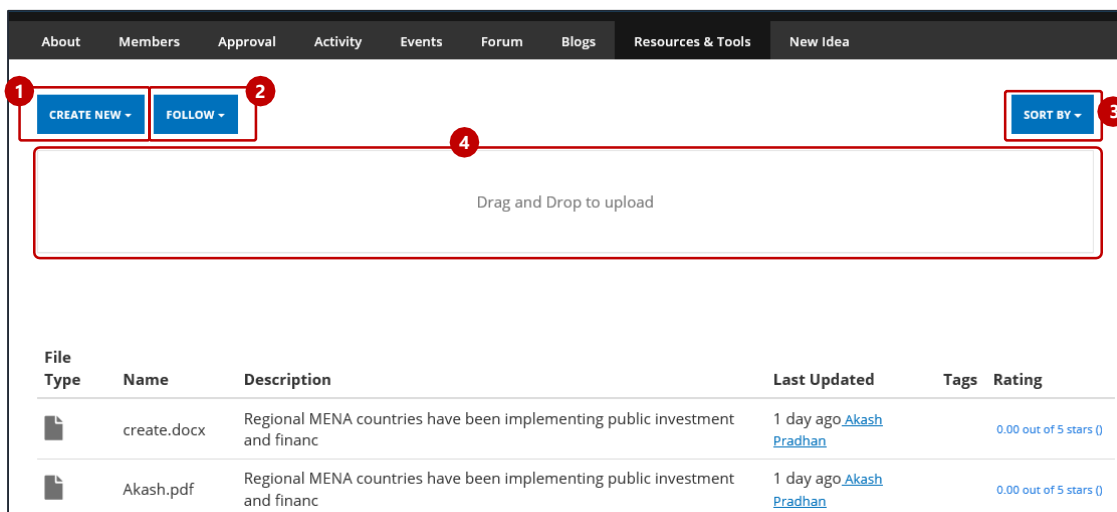 About Members Approval Activity Events Forum Blogs Resources & Tools New Idea
1 2
CREATE NEW FOLLOW SORT BY 3
4
Drag and Drop to upload
File
Type Name Description Last Updated Tags Rating
create.docx Regional MENA countries have been implementing public investment 1 day ago Akash 0.00 out of 5 stars ()
and financ Pradhan
Akash.pdf Regional MENA countries have been implementing public investment 1 day ago Akash 0.00 out of 5 stars ()
and financ Pradhan